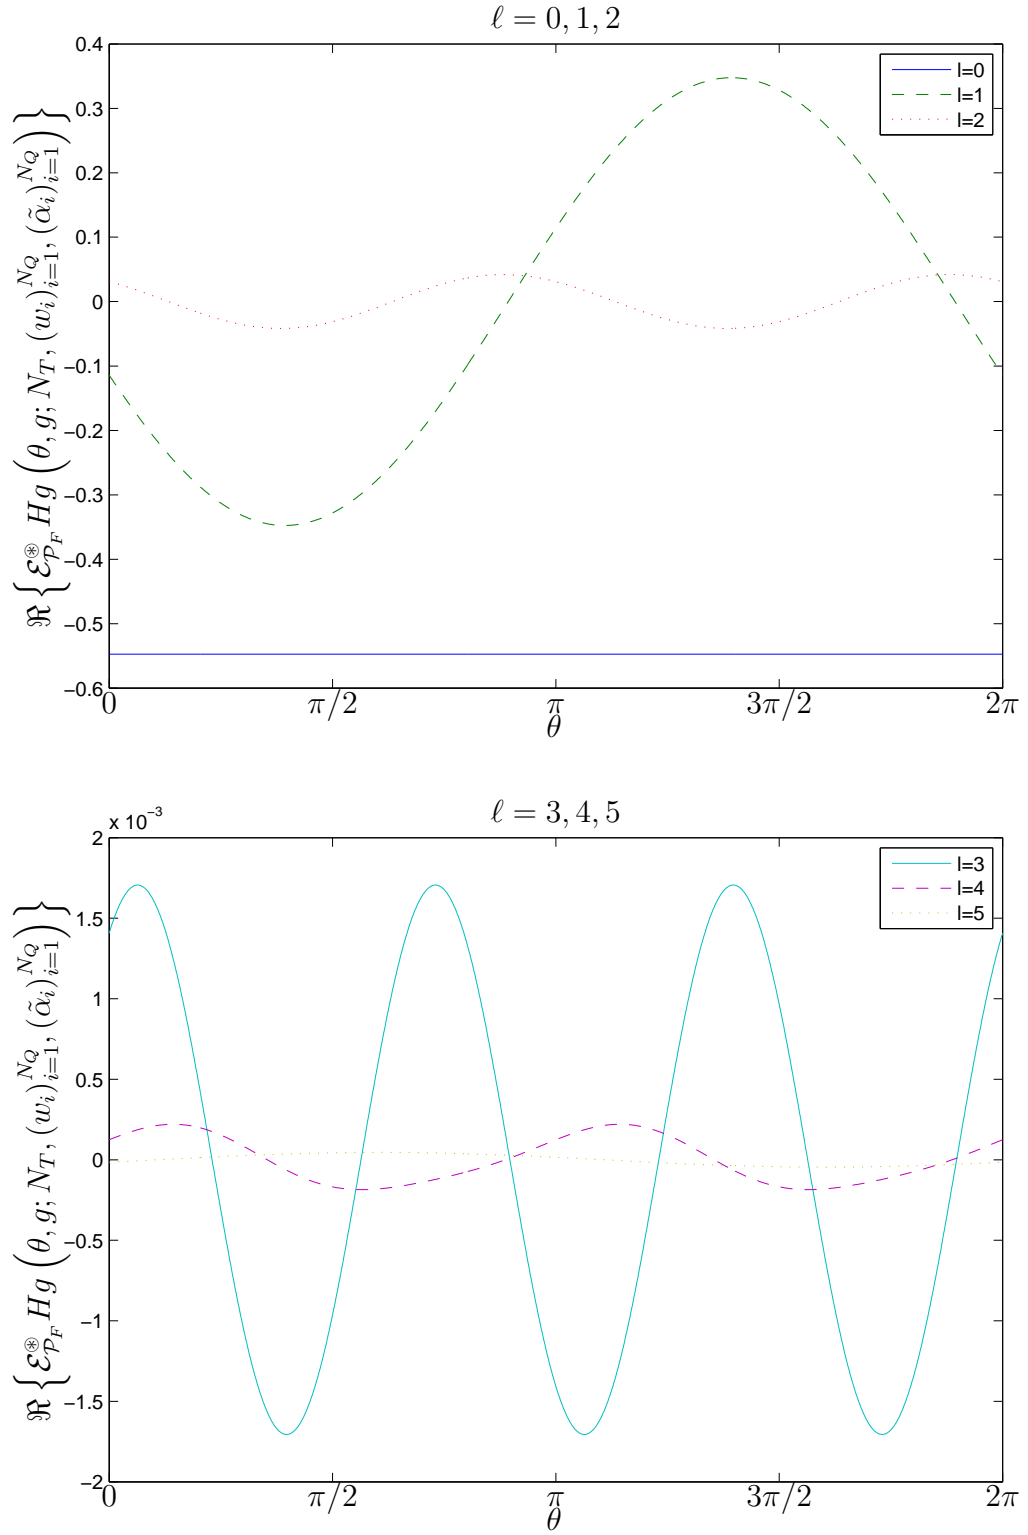 ℓ = 0, 1, 2
ℜ{ℰ^⊛_{𝒫_F} Hg (θ, g; N_T, (w_i)_{i=1}^{N_Q}, (α̃_i)_{i=1}^{N_Q})}
0.4
0.3
0.2
0.1
0
−0.1
−0.2
−0.3
−0.4
−0.5
−0.6
l=0
l=1
l=2
0 π/2 π 3π/2 2π
θ
ℓ = 3, 4, 5
x 10^−3
ℜ{ℰ^⊛_{𝒫_F} Hg (θ, g; N_T, (w_i)_{i=1}^{N_Q}, (α̃_i)_{i=1}^{N_Q})}
2
1.5
1
0.5
0
−0.5
−1
−1.5
−2
l=3
l=4
l=5
0 π/2 π 3π/2 2π
θ